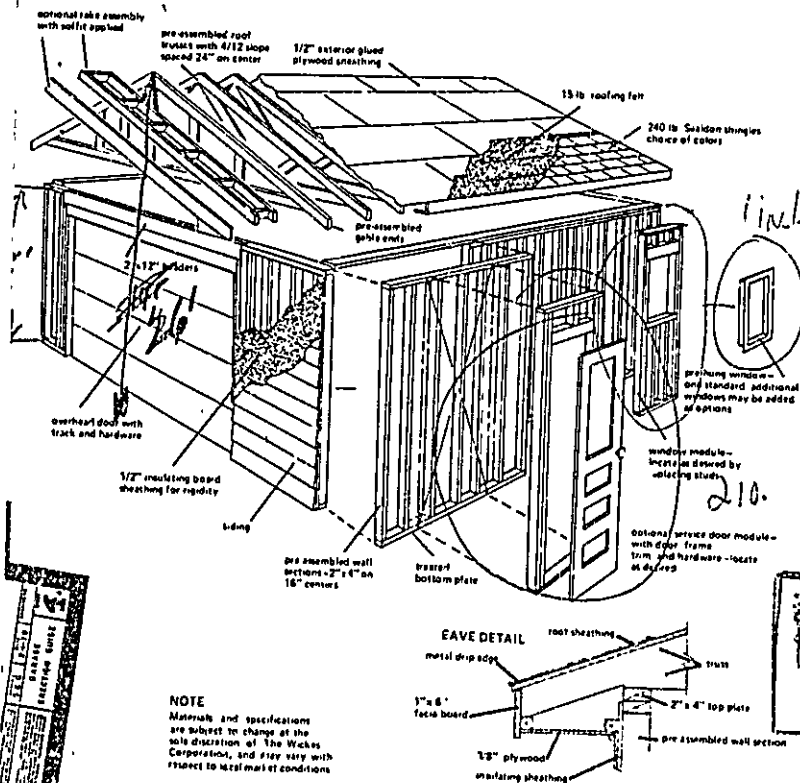 optional rake assembly
with soffit applied
pre-assembled roof
trusses with 4/12 slope
spaced 24" on center
1/2" exterior glued
plywood sheathing
15 lb. roofing felt
240 lb. Sealdon shingles
choice of colors
pre-assembled
gable ends
2" x 12" headers
overhead door with
track and hardware
1/2" insulating board
sheathing for rigidity
siding
pre assembled wall
sections - 2" x 4" on
16" centers
treated
bottom plate
prehung window -
one standard additional
windows may be added
as options
window module -
locate as desired by
replacing studs
210.
optional service door module -
with door frame
trim and hardware - locate
as desired
GARAGE
ERECTION GUIDE
NOTE
Materials and specifications
are subject to change at the
sole discretion of The Wickes
Corporation, and may vary with
respect to local market conditions
EAVE DETAIL
roof sheathing
metal drip edge
truss
1" x 6"
facia board
2" x 4" top plate
3/8" plywood
pre assembled wall section
insulating sheathing